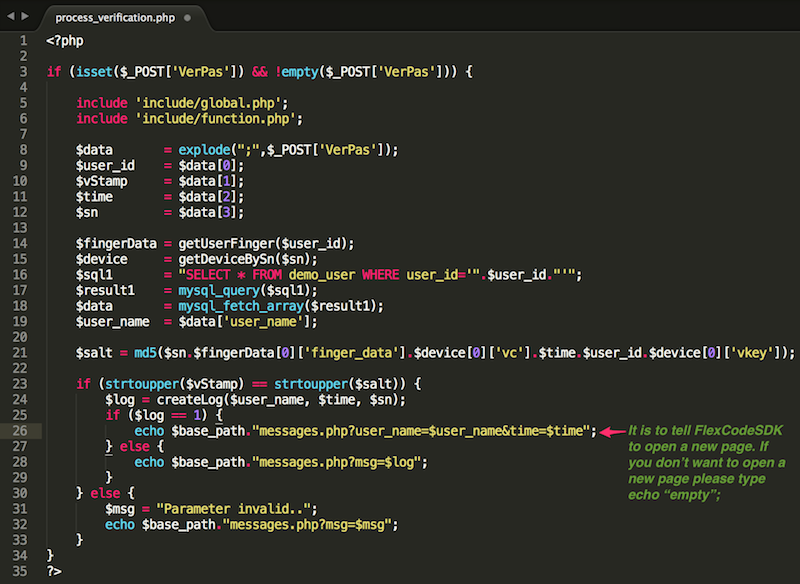 process_verification.php
1 <?php
2
3 if (isset($_POST['VerPas']) && !empty($_POST['VerPas'])) {
4
5     include 'include/global.php';
6     include 'include/function.php';
7
8     $data       = explode(";",$_POST['VerPas']);
9     $user_id    = $data[0];
10     $vStamp     = $data[1];
11     $time       = $data[2];
12     $sn         = $data[3];
13
14     $fingerData = getUserFinger($user_id);
15     $device     = getDeviceBySn($sn);
16     $sql1       = "SELECT * FROM demo_user WHERE user_id='".$user_id."'";
17     $result1    = mysql_query($sql1);
18     $data       = mysql_fetch_array($result1);
19     $user_name  = $data['user_name'];
20
21     $salt = md5($sn.$fingerData[0]['finger_data'].$device[0]['vc'].$time.$user_id.$device[0]['vkey']);
22
23     if (strtoupper($vStamp) == strtoupper($salt)) {
24         $log = createLog($user_name, $time, $sn);
25         if ($log == 1) {
26             echo $base_path."messages.php?user_name=$user_name&time=$time";
27         } else {
28             echo $base_path."messages.php?msg=$log";
29         }
30     } else {
31         $msg = "Parameter invalid..";
32         echo $base_path."messages.php?msg=$msg";
33     }
34 }
35 ?>
It is to tell FlexCodeSDK
to open a new page. If
you don't want to open a
new page please type
echo “empty”;